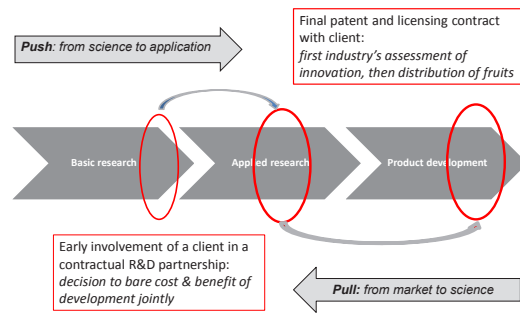 Final patent and licensing contract
with client:
first industry's assessment of
innovation, then distribution of fruits
Push: from science to application
Basic research
Applied research
Product development
Early involvement of a client in a
contractual R&D partnership:
decision to bare cost & benefit of
development jointly
Pull: from market to science